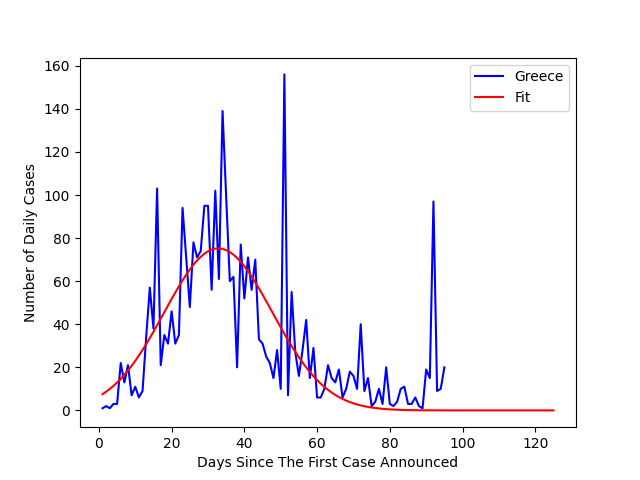 Greece
Fit
160
140
120
100
80
60
40
20
0
Number of Daily Cases
0 20 40 60 80 100 120
Days Since The First Case Announced